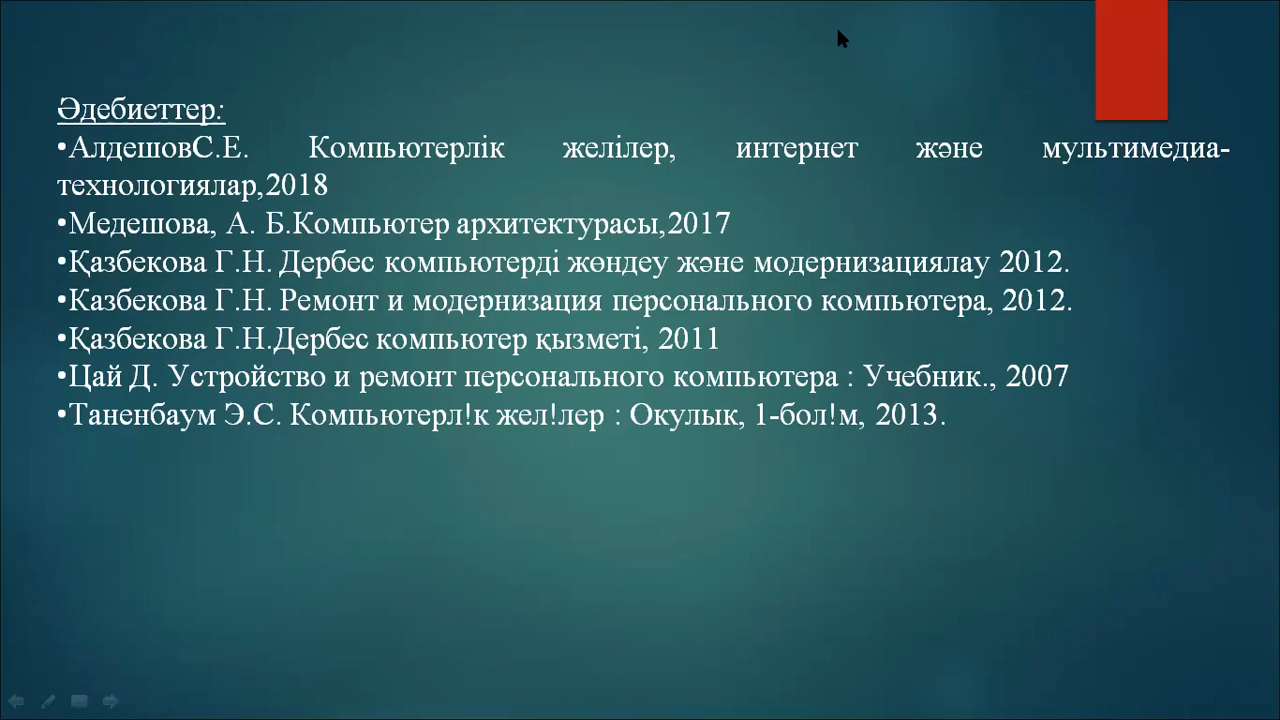 Әдебиеттер:
•АлдешовС.Е. Компьютерлік желілер, интернет және мультимедиа-
технологиялар,2018
•Медешова, А. Б.Компьютер архитектурасы,2017
•Қазбекова Г.Н. Дербес компьютерді жөндеу және модернизациялау 2012.
•Казбекова Г.Н. Ремонт и модернизация персонального компьютера, 2012.
•Қазбекова Г.Н.Дербес компьютер қызметі, 2011
•Цай Д. Устройство и ремонт персонального компьютера : Учебник., 2007
•Таненбаум Э.С. Компьютерл!к жел!лер : Окулык, 1-бол!м, 2013.